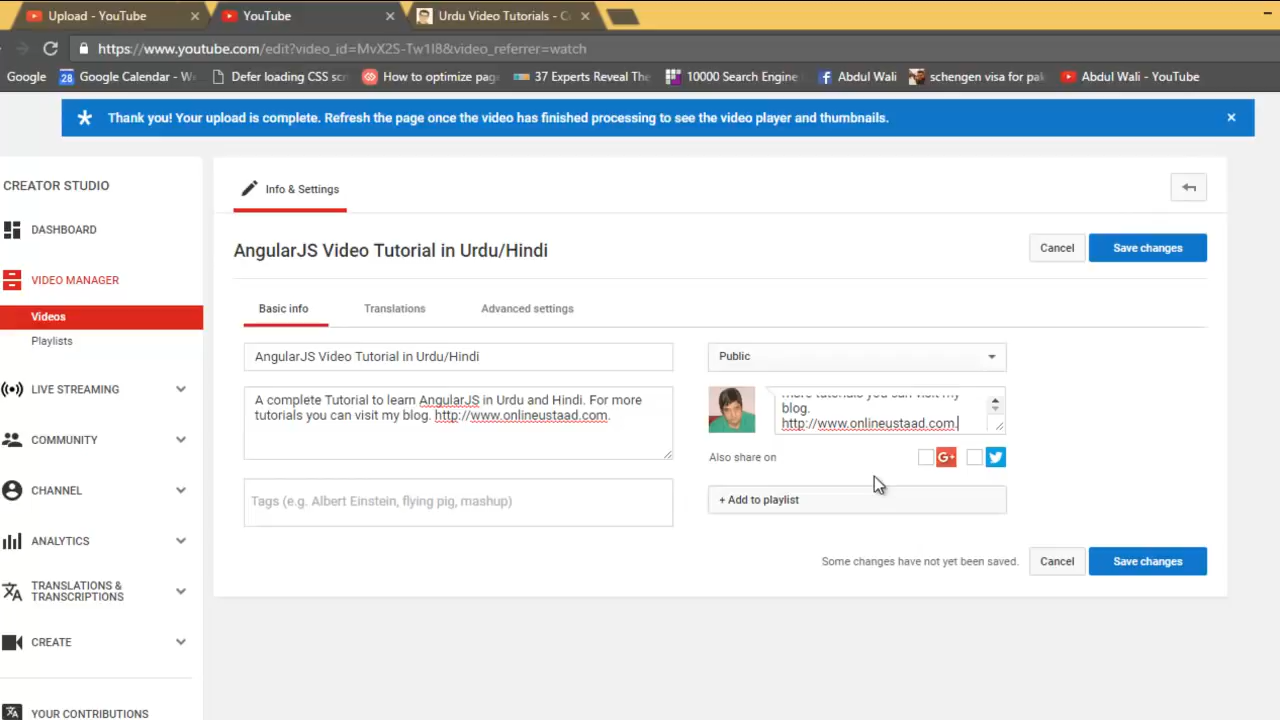 Upload - YouTube
YouTube
Urdu Video Tutorials - O
https://www.youtube.com/edit?video_id=MvX2S-Tw1I8&video_referrer=watch
Google
28
Google Calendar - W
Defer loading CSS scr
How to optimize pag
37 Experts Reveal The
10000 Search Engine
Abdul Wali
schengen visa for pak
Abdul Wali - YouTube
Thank you! Your upload is complete. Refresh the page once the video has finished processing to see the video player and thumbnails.
CREATOR STUDIO
DASHBOARD
VIDEO MANAGER
Videos
Playlists
LIVE STREAMING
COMMUNITY
CHANNEL
ANALYTICS
TRANSLATIONS &
TRANSCRIPTIONS
CREATE
YOUR CONTRIBUTIONS
Info & Settings
AngularJS Video Tutorial in Urdu/Hindi
Cancel
Save changes
Basic info
Translations
Advanced settings
AngularJS Video Tutorial in Urdu/Hindi
A complete Tutorial to learn AngularJS in Urdu and Hindi. For more
tutorials you can visit my blog. http://www.onlineustaad.com.
Tags (e.g. Albert Einstein, flying pig, mashup)
Public
more tutorials you can visit my
blog.
http://www.onlineustaad.com.
Also share on
G+
+ Add to playlist
Some changes have not yet been saved.
Cancel
Save changes